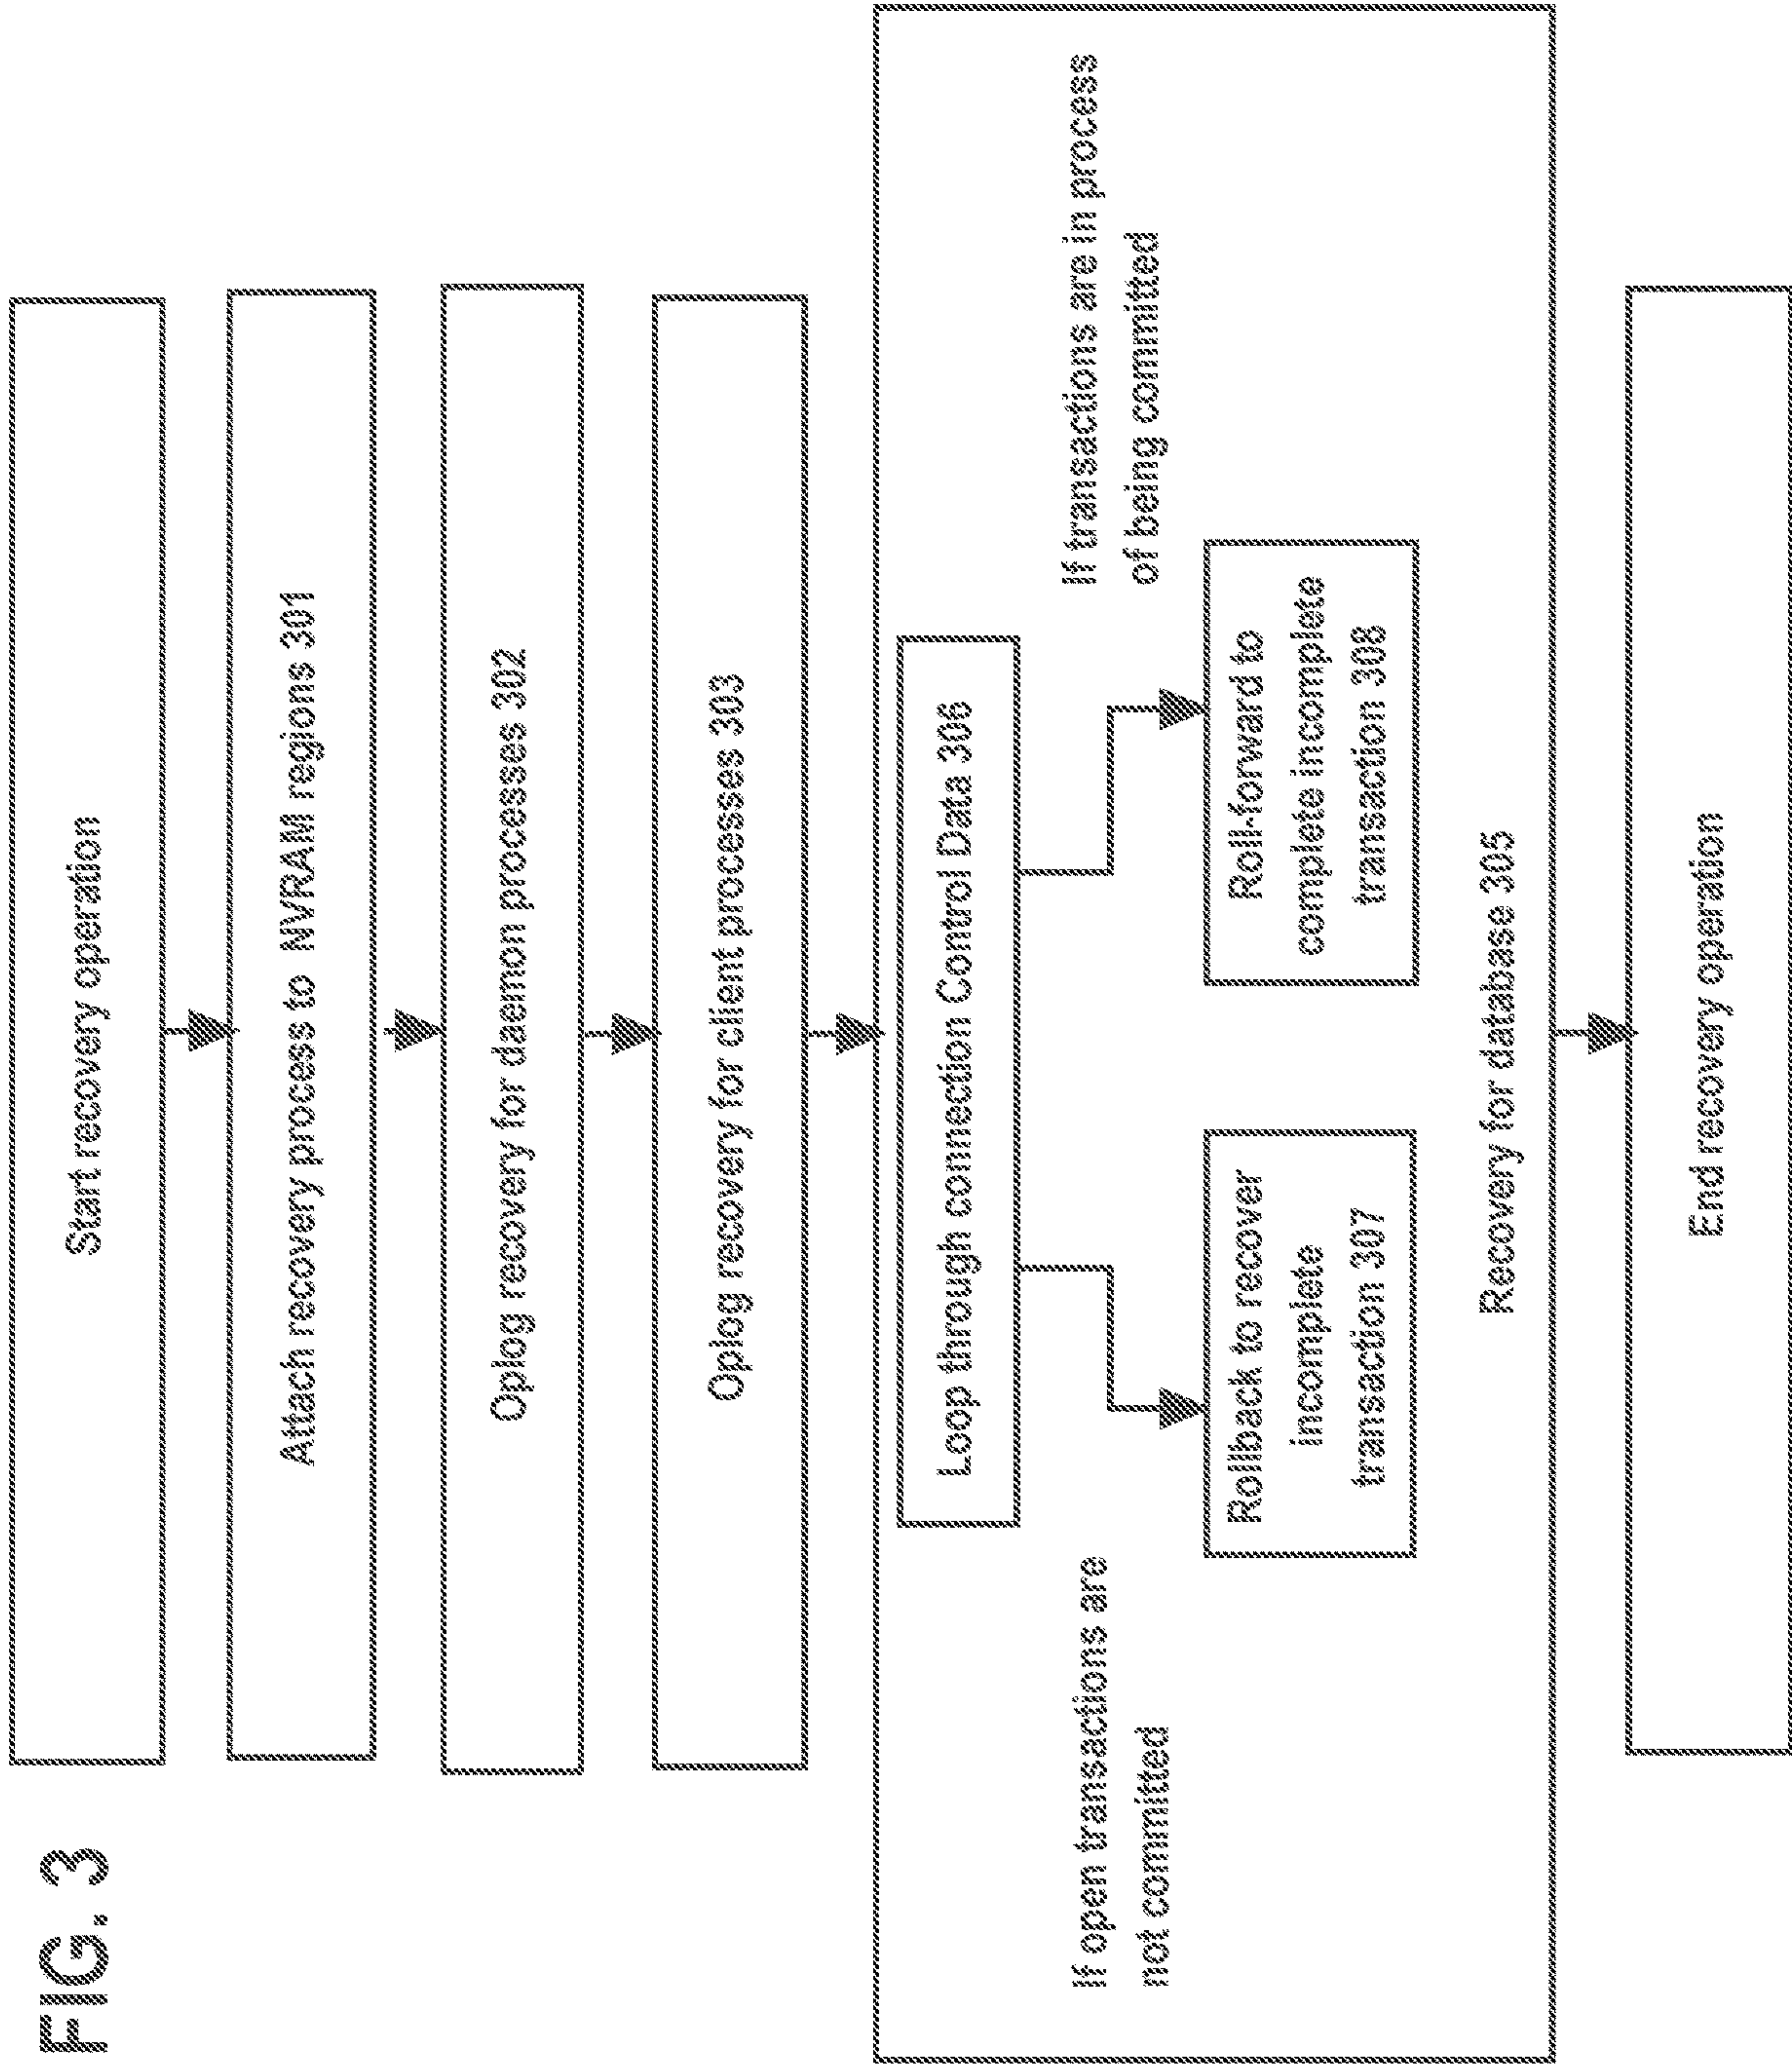 FIG. 3
Start recovery operation
Attach recovery process to NVRAM regions 301
Oplog recovery for daemon processes 302
Oplog recovery for client processes 303
Loop through connection Control Data 306
If open transactions are
not committed
If transactions are in process
of being committed
Rollback to recover
incomplete
transaction 307
Roll-forward to
complete incomplete
transaction 308
Recovery for database 305
End recovery operation